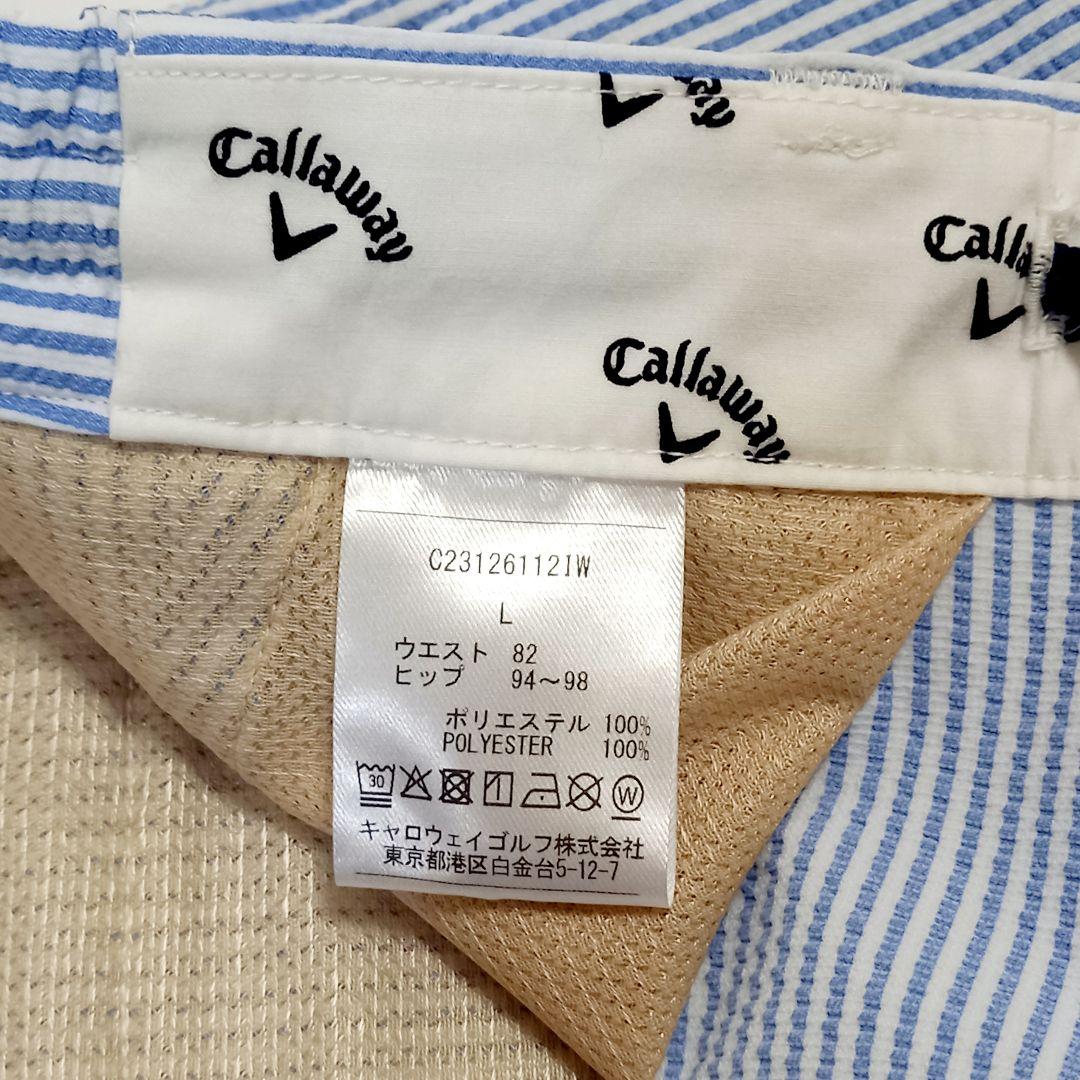 Callaway
Callaway
Callaway
C23126112IW
L
ウエスト 82
ヒップ 94～98
ポリエステル 100%
POLYESTER 100%
30
W
キャロウェイゴルフ株式会社
東京都港区白金台5-12-7